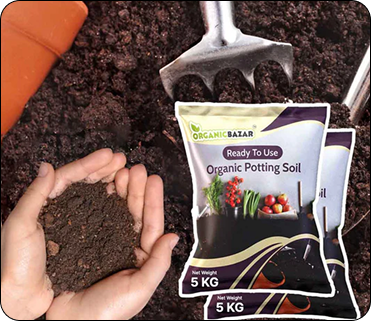 ORGANICBAZAR
Ready To Use
Organic Potting Soil
Net Weight
5 KG
Net Weight
5 KG